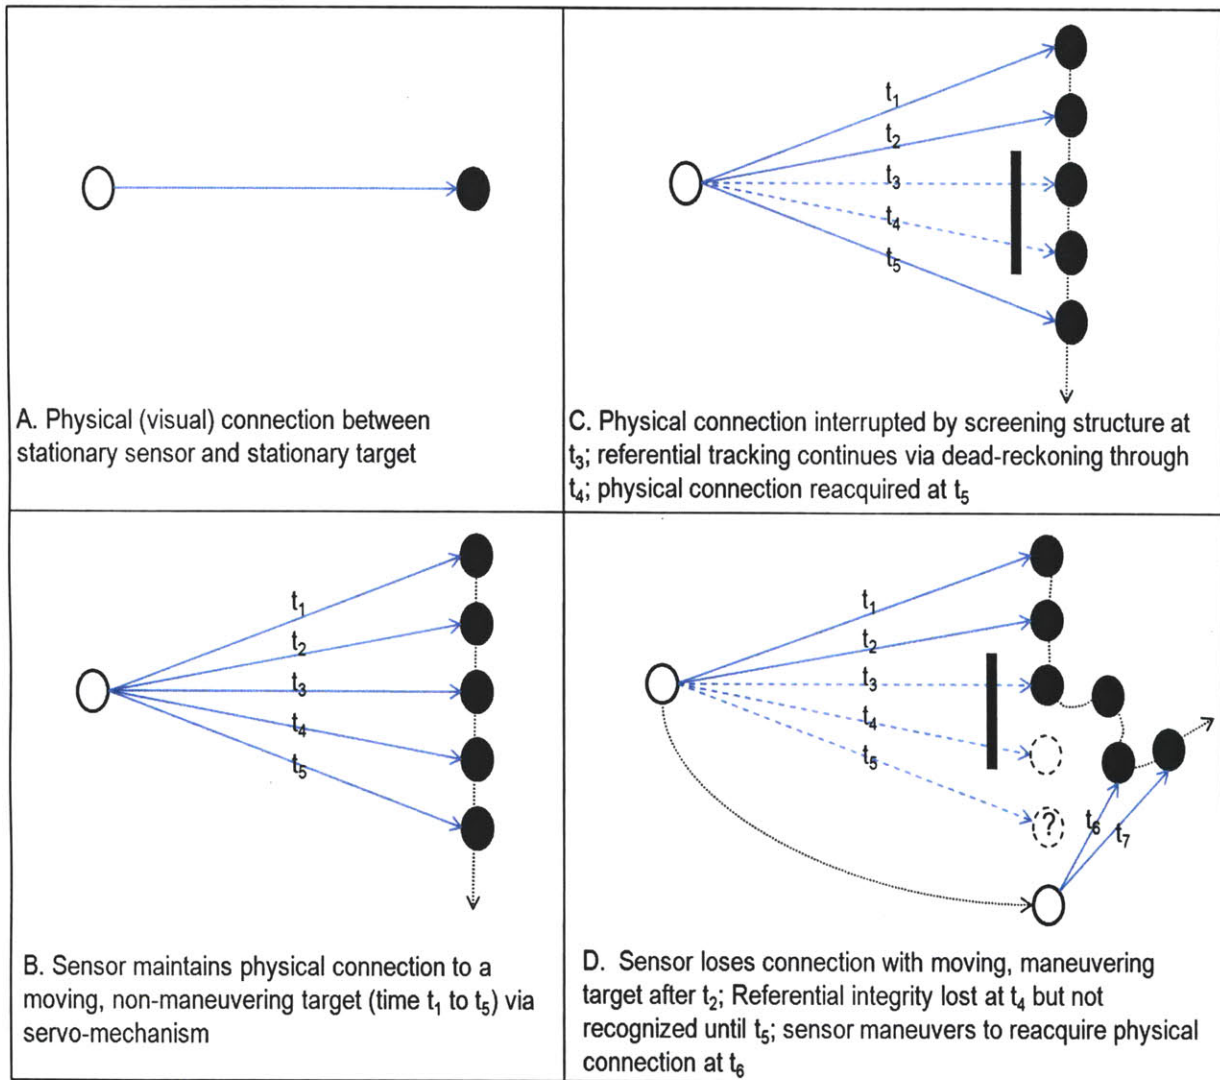 A. Physical (visual) connection between
stationary sensor and stationary target
t₁
t₂
t₃
t₄
t₅
C. Physical connection interrupted by screening structure at
t₃; referential tracking continues via dead-reckoning through
t₄; physical connection reacquired at t₅
t₁
t₂
t₃
t₄
t₅
B. Sensor maintains physical connection to a
moving, non-maneuvering target (time t₁ to t₅) via
servo-mechanism
t₁
t₂
t₃
t₄
t₅
?
t₆
t₇
D. Sensor loses connection with moving, maneuvering
target after t₂; Referential integrity lost at t₄ but not
recognized until t₅; sensor maneuvers to reacquire physical
connection at t₆